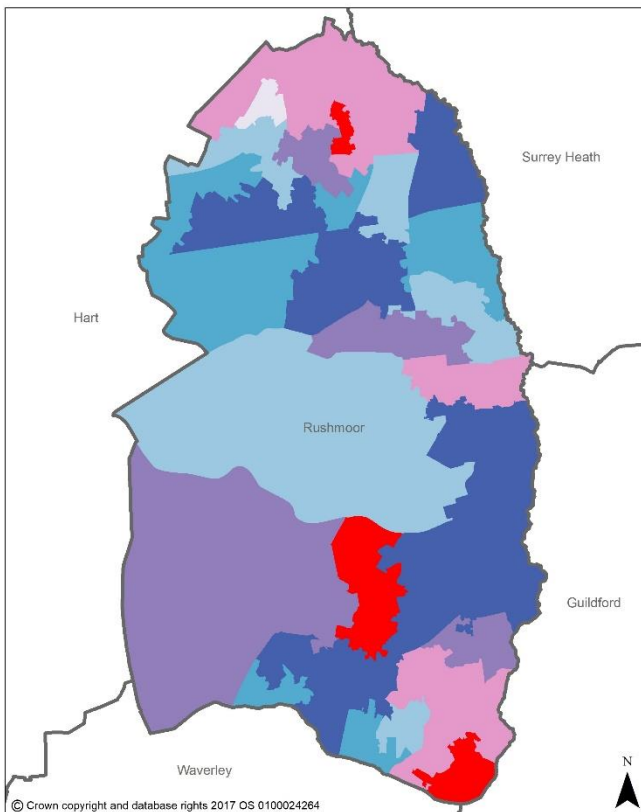 Surrey Heath
Hart
Rushmoor
Guildford
Waverley
N
© Crown copyright and database rights 2017 OS 0100024264